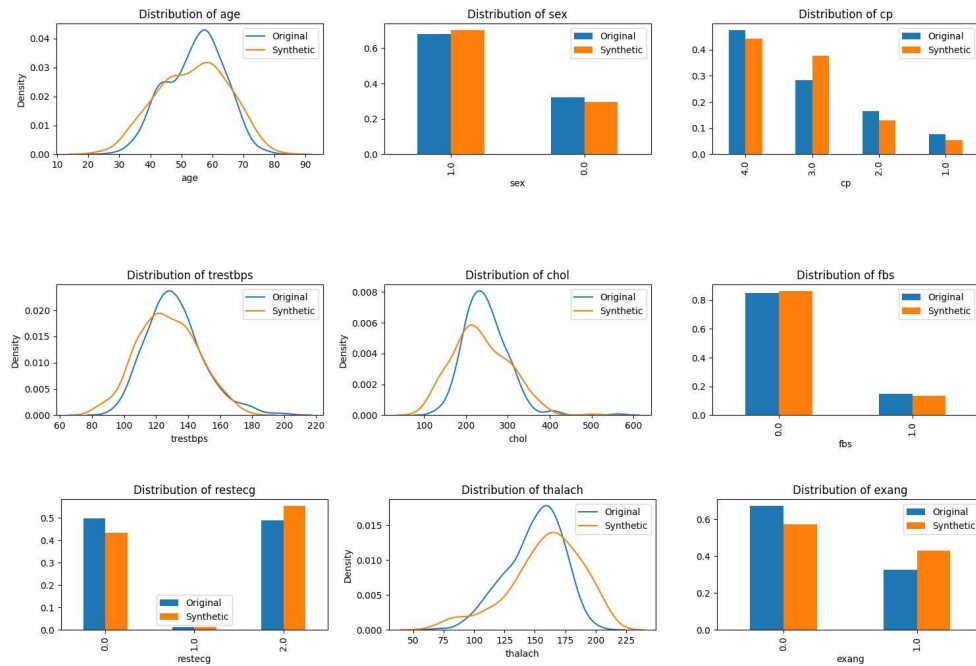 Distribution of age
Original
Synthetic
0.04
0.03
0.02
0.01
0.00
Density
10 20 30 40 50 60 70 80 90
age
Distribution of sex
Original
Synthetic
0.6
0.4
0.2
0.0
1.0
0.0
sex
Distribution of cp
Original
Synthetic
0.4
0.3
0.2
0.1
0.0
4.0
3.0
2.0
1.0
cp
Distribution of trestbps
Original
Synthetic
0.020
0.015
0.010
0.005
0.000
Density
60 80 100 120 140 160 180 200 220
trestbps
Distribution of chol
Original
Synthetic
0.008
0.006
0.004
0.002
0.000
Density
100 200 300 400 500 600
chol
Distribution of fbs
Original
Synthetic
0.8
0.6
0.4
0.2
0.0
0.0
1.0
fbs
Distribution of restecg
0.5
0.4
0.3
0.2
0.1
0.0
Original
Synthetic
0.0
1.0
2.0
restecg
Distribution of thalach
Original
Synthetic
0.015
0.010
0.005
0.000
Density
50 75 100 125 150 175 200 225
thalach
Distribution of exang
Original
Synthetic
0.6
0.4
0.2
0.0
0.0
1.0
exang